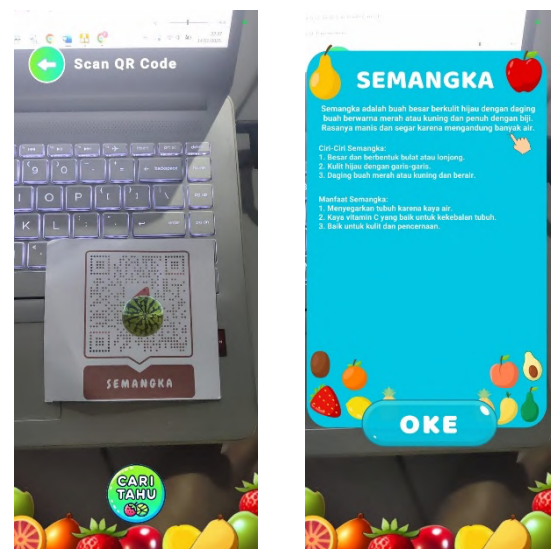 Scan QR Code
SEMANGKA
CARI
TAHU
SEMANGKA
Semangka adalah buah besar berkulit hijau dengan daging
buah berwarna merah atau kuning dan penuh dengan biji.
Rasanya manis dan segar karena mengandung banyak air.
Ciri-Ciri Semangka:
1. Besar dan berbentuk bulat atau lonjong.
2. Kulit hijau dengan garis-garis.
3. Daging buah merah atau kuning dan berair.
Manfaat Semangka:
1. Menyegarkan tubuh karena kaya air.
2. Kaya vitamin C yang baik untuk kekebalan tubuh.
3. Baik untuk kulit dan pencernaan.
OKE